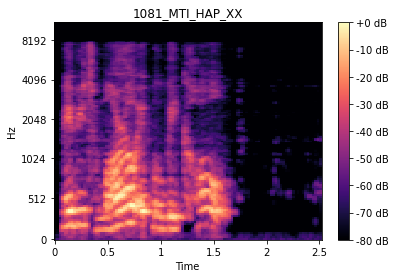 1081_MTI_HAP_XX
+0 dB
8192
-10 dB
4096
-20 dB
-30 dB
2048
Hz
-40 dB
1024
-50 dB
512
-60 dB
-70 dB
0
-80 dB
0 0.5 1 1.5 2 2.5
Time